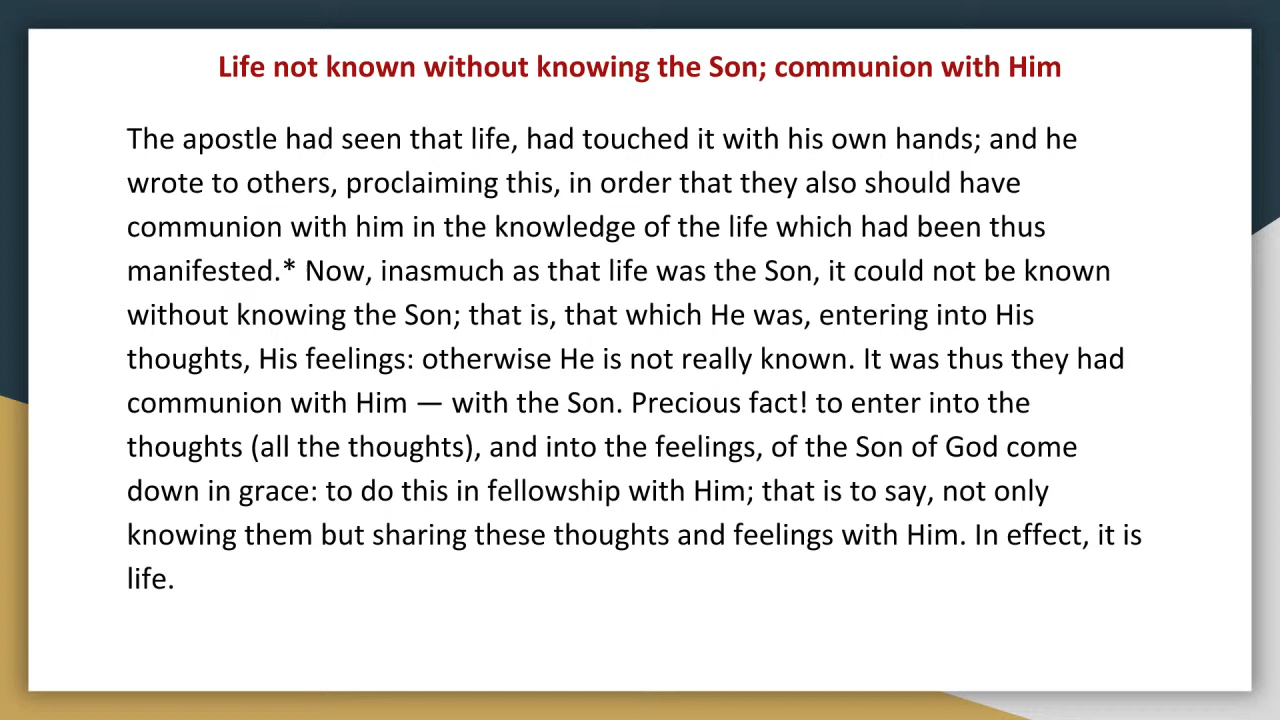 Life not known without knowing the Son; communion with Him
The apostle had seen that life, had touched it with his own hands; and he
wrote to others, proclaiming this, in order that they also should have
communion with him in the knowledge of the life which had been thus
manifested.* Now, inasmuch as that life was the Son, it could not be known
without knowing the Son; that is, that which He was, entering into His
thoughts, His feelings: otherwise He is not really known. It was thus they had
communion with Him — with the Son. Precious fact! to enter into the
thoughts (all the thoughts), and into the feelings, of the Son of God come
down in grace: to do this in fellowship with Him; that is to say, not only
knowing them but sharing these thoughts and feelings with Him. In effect, it is
life.